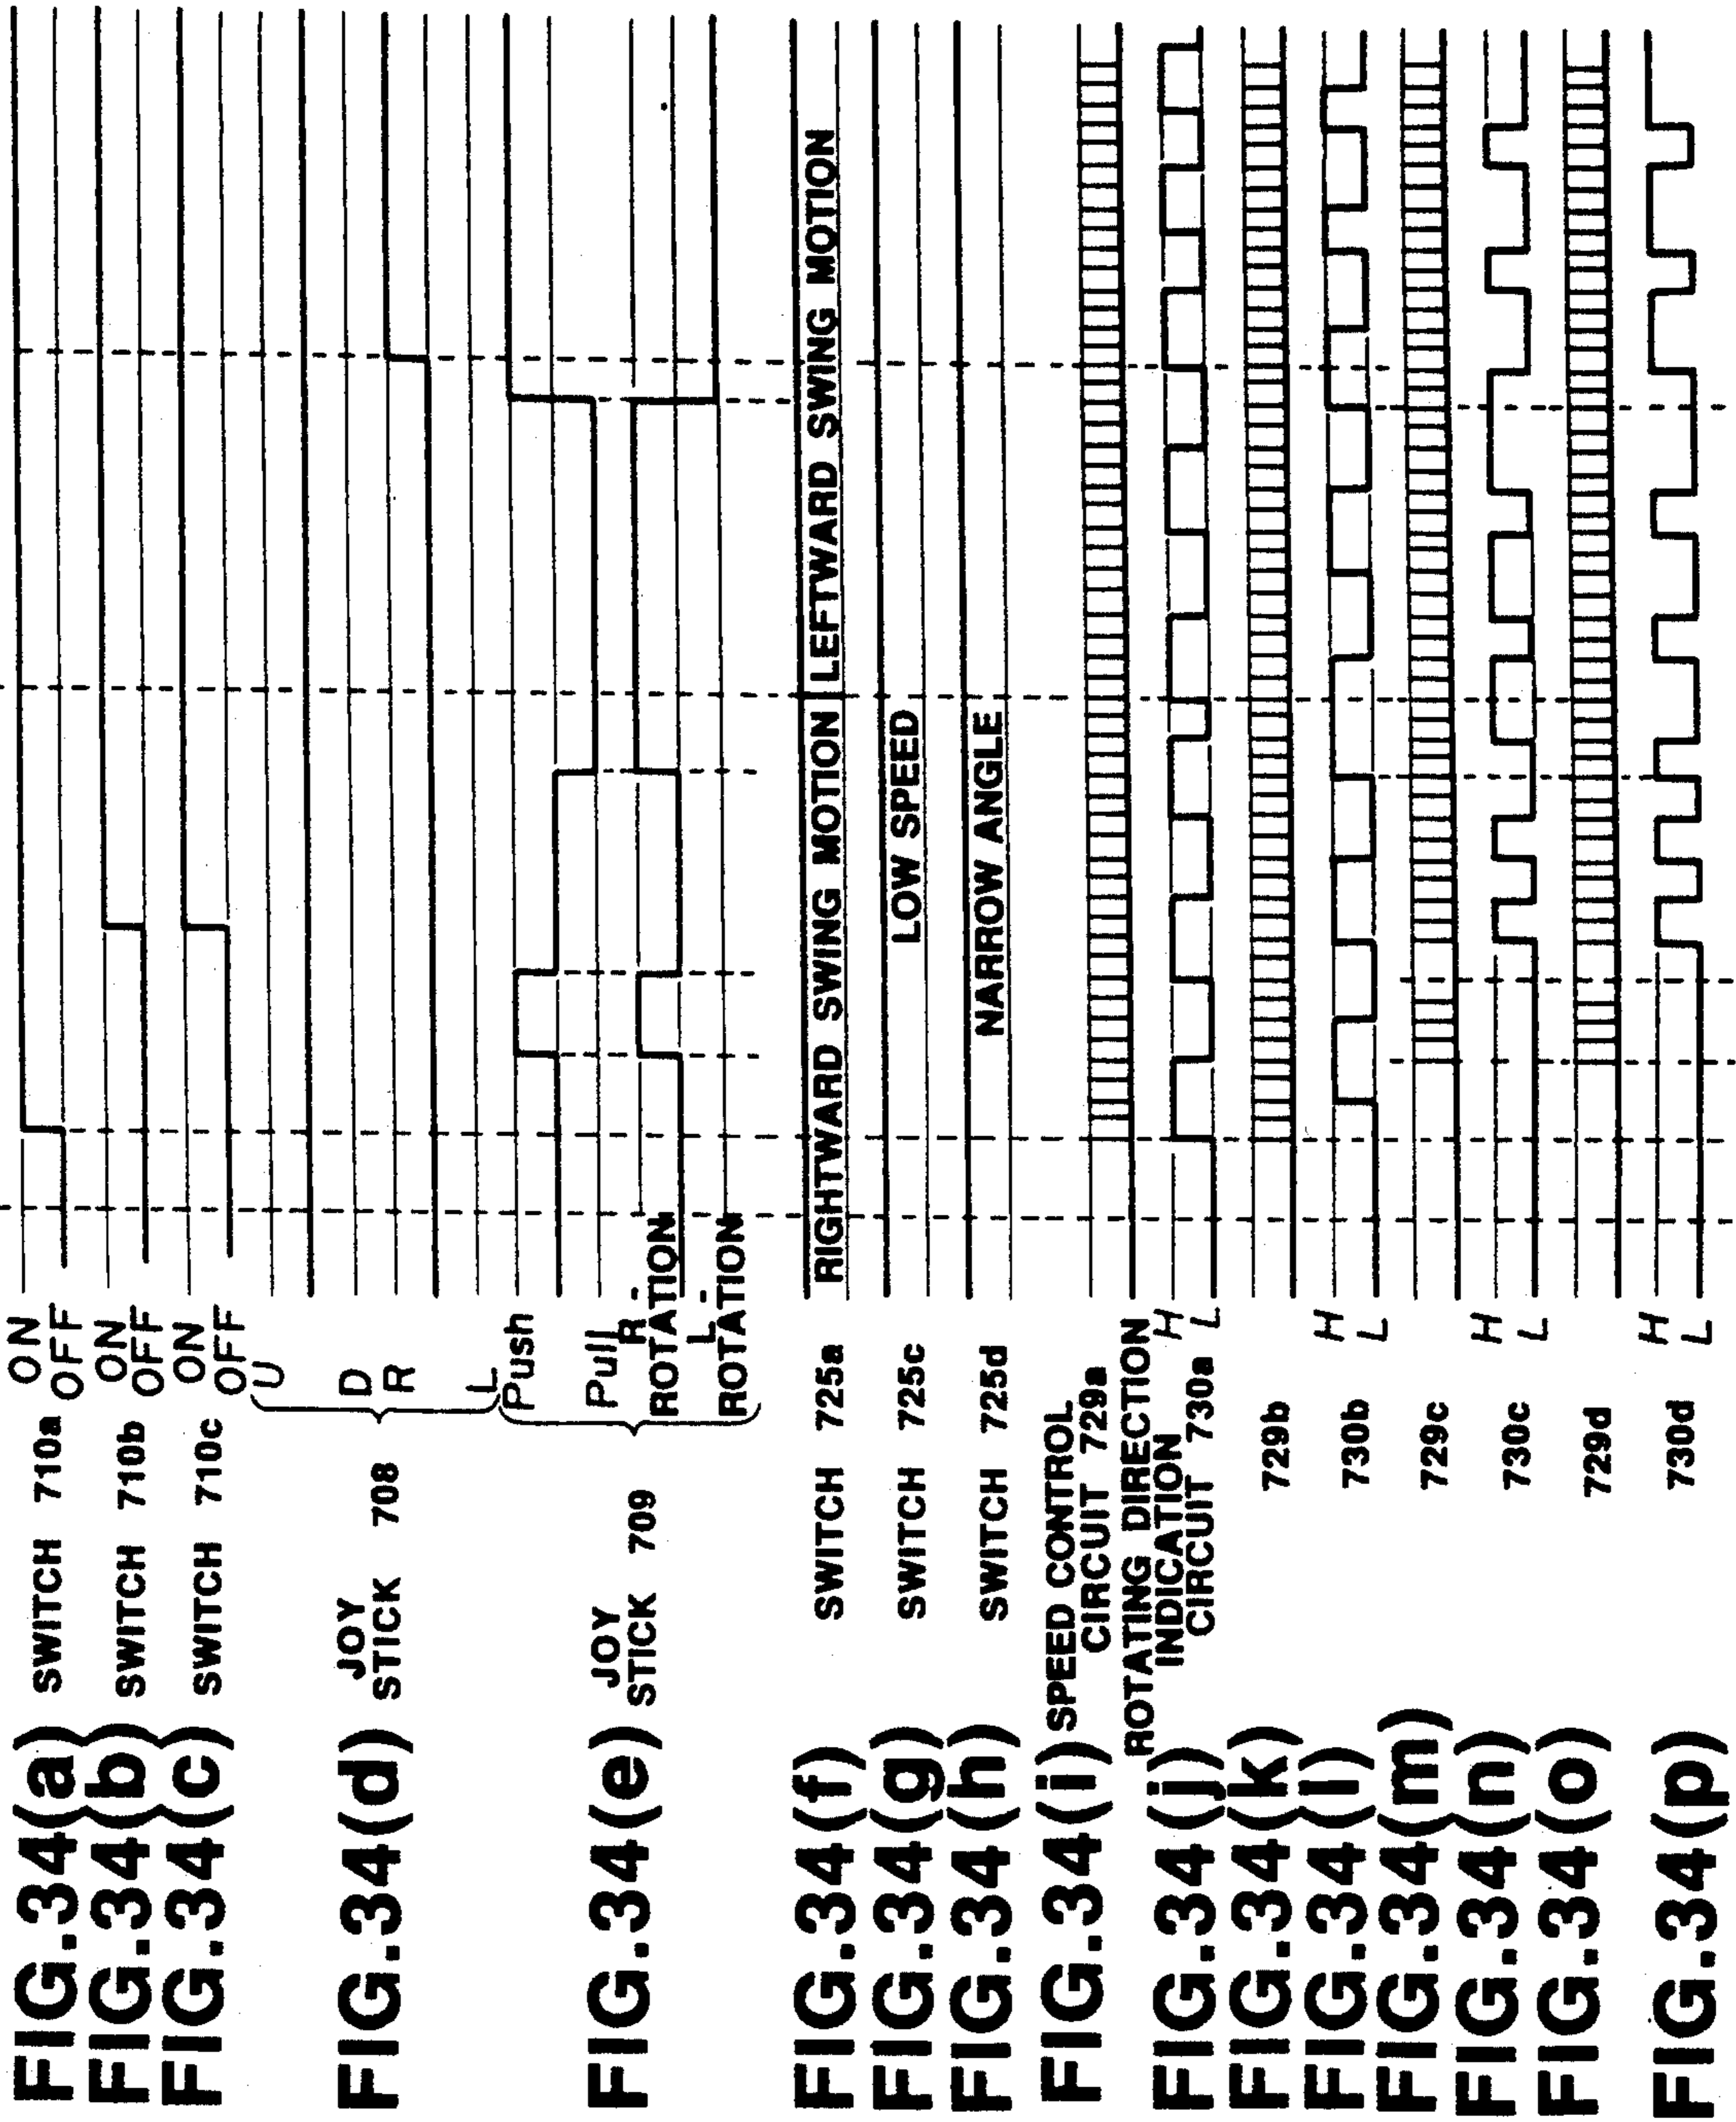 FIG.34(a) SWITCH 710a ON
OFF
FIG.34(b) SWITCH 710b ON
OFF
FIG.34(c) SWITCH 710c ON
OFF
FIG.34(d) JOY
STICK 708
U
D
R
L
FIG.34(e) JOY
STICK 709
Push
Pull
R.
ROTATION
L.
ROTATION
FIG.34(f) SWITCH 725a RIGHTWARD SWING MOTION LEFTWARD SWING MOTION
FIG.34(g) SWITCH 725c LOW SPEED
FIG.34(h) SWITCH 725d NARROW ANGLE
FIG.34(i) SPEED CONTROL
CIRCUIT 729a
FIG.34(j) ROTATING DIRECTION
INDICATION
CIRCUIT 730a
H
L
FIG.34(k) 729b
FIG.34(l) 730b H
L
FIG.34(m) 729c
FIG.34(n) 730c H
L
FIG.34(o) 729d
FIG.34(p) 730d H
L